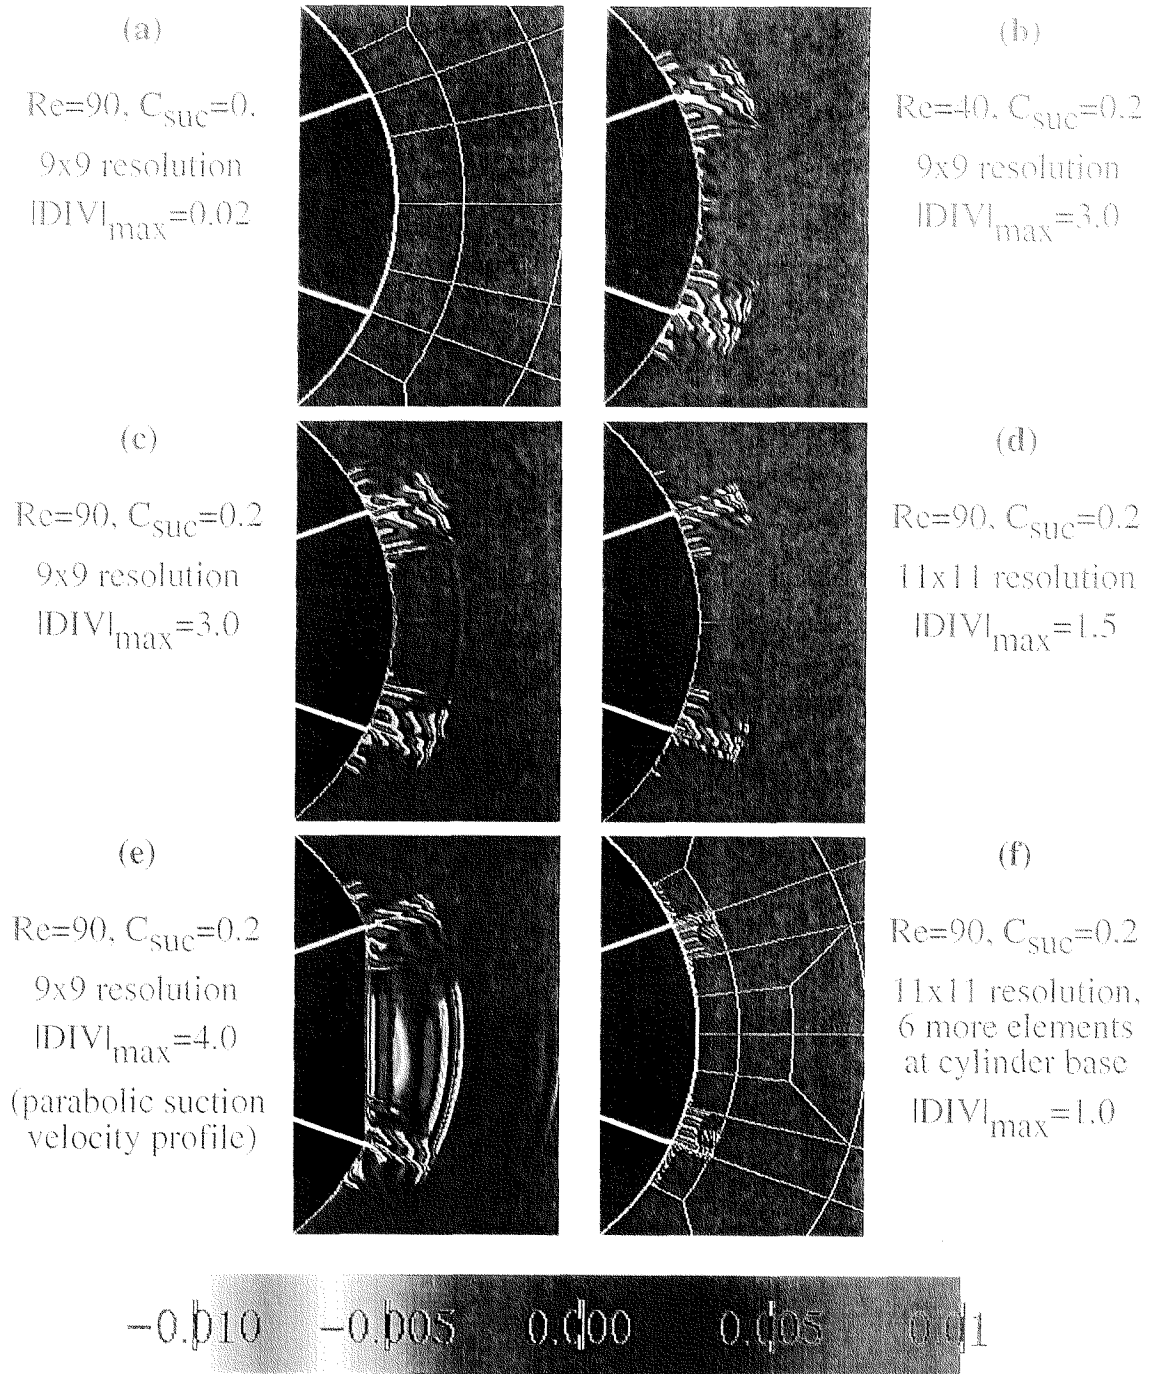 (a)
Re=90, C_suc=0.
9x9 resolution
|DIV|_max=0.02
(b)
Re=40, C_suc=0.2
9x9 resolution
|DIV|_max=3.0
(c)
Re=90, C_suc=0.2
9x9 resolution
|DIV|_max=3.0
(d)
Re=90, C_suc=0.2
11x11 resolution
|DIV|_max=1.5
(e)
Re=90, C_suc=0.2
9x9 resolution
|DIV|_max=4.0
(parabolic suction
velocity profile)
(f)
Re=90, C_suc=0.2
11x11 resolution,
6 more elements
at cylinder base
|DIV|_max=1.0
−0.010 −0.005 0.000 0.005 0.01